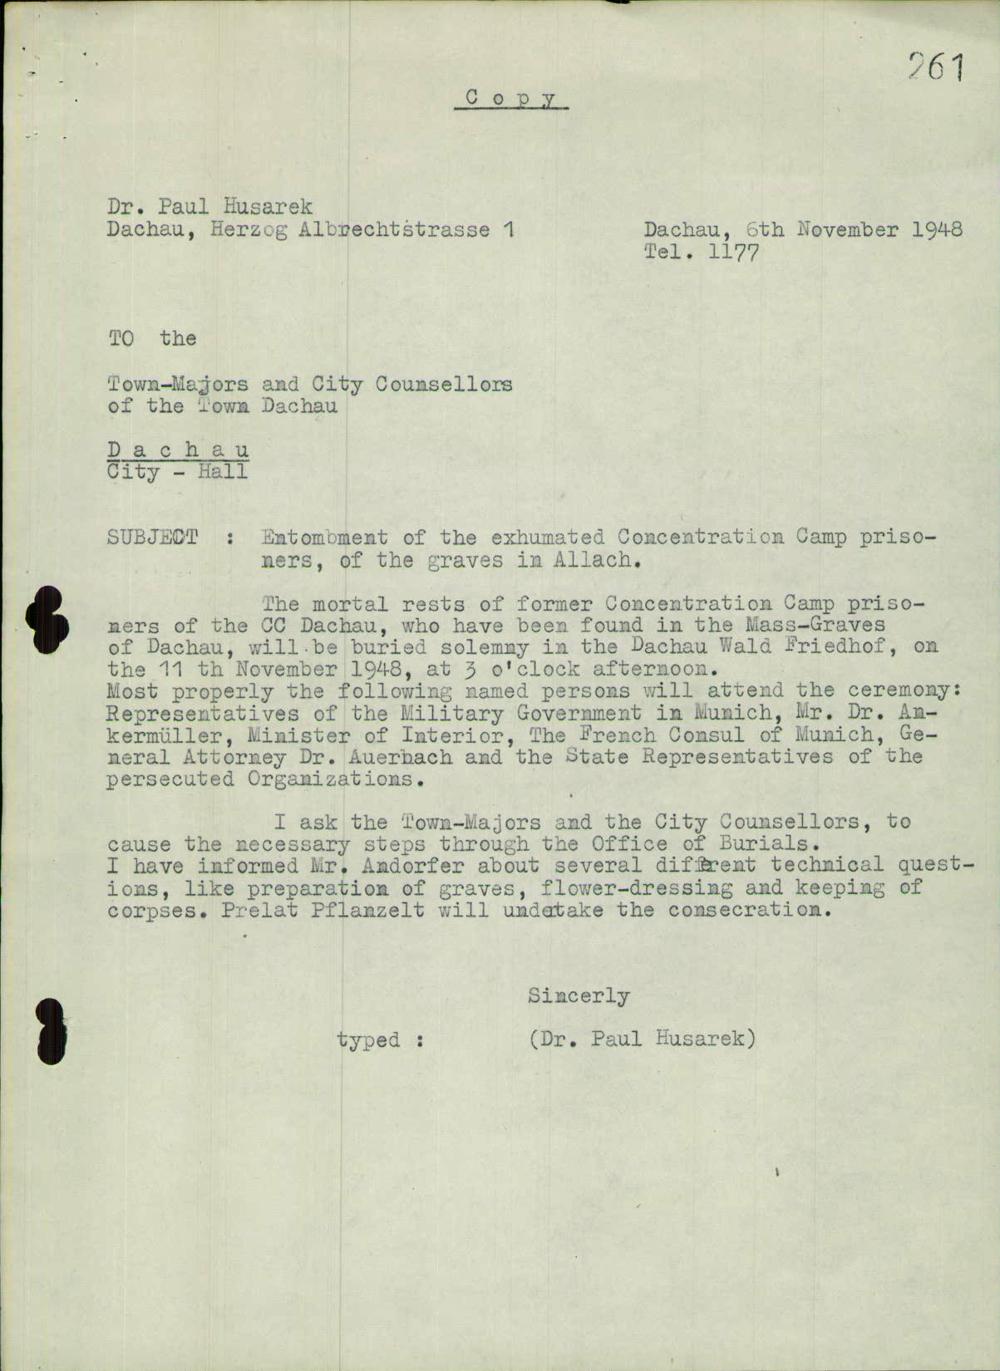 261
C o p y
Dr. Paul Husarek
Dachau, Herzog Albrechtstrasse 1
Dachau, 6th November 1948
Tel. 1177
TO the
Town-Majors and City Counsellors
of the Town Dachau
D a c h a u
City - Hall
SUBJECT : Entombment of the exhumated Concentration Camp priso-
ners, of the graves in Allach.
The mortal rests of former Concentration Camp priso-
ners of the CC Dachau, who have been found in the Mass-Graves
of Dachau, will be buried solemny in the Dachau Wald Friedhof, on
the 11 th November 1948, at 3 o'clock afternoon.
Most properly the following named persons will attend the ceremony:
Representatives of the Military Government in Munich, Mr. Dr. An-
kermüller, Minister of Interior, The French Consul of Munich, Ge-
neral Attorney Dr. Auerbach and the State Representatives of the
persecuted Organizations.
I ask the Town-Majors and the City Counsellors, to
cause the necessary steps through the Office of Burials.
I have informed Mr. Andorfer about several different technical quest-
ions, like preparation of graves, flower-dressing and keeping of
corpses. Prelat Pflanzelt will undetake the consecration.
Sincerly
typed : (Dr. Paul Husarek)